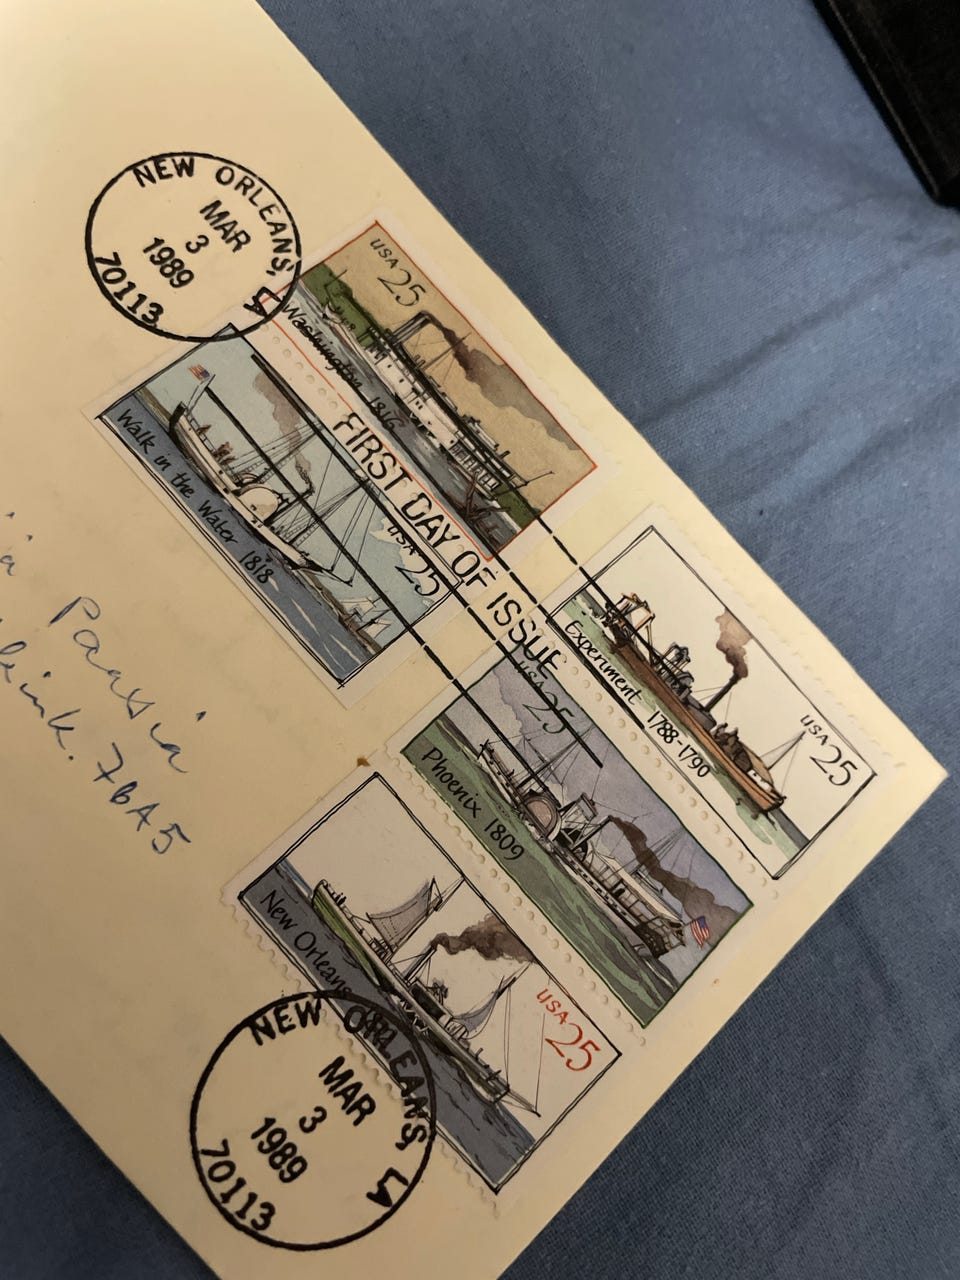 NEW ORLEANS, LA
MAR
3
1989
70113
USA 25
Washington 1816
Walk in the Water 1818
USA 25
FIRST DAY OF ISSUE
Experiment 1788-1790
USA 25
USA 25
Phoenix 1809
New Orleans
USA 25
NEW ORLEANS, LA
MAR
3
1989
70113
7BA5